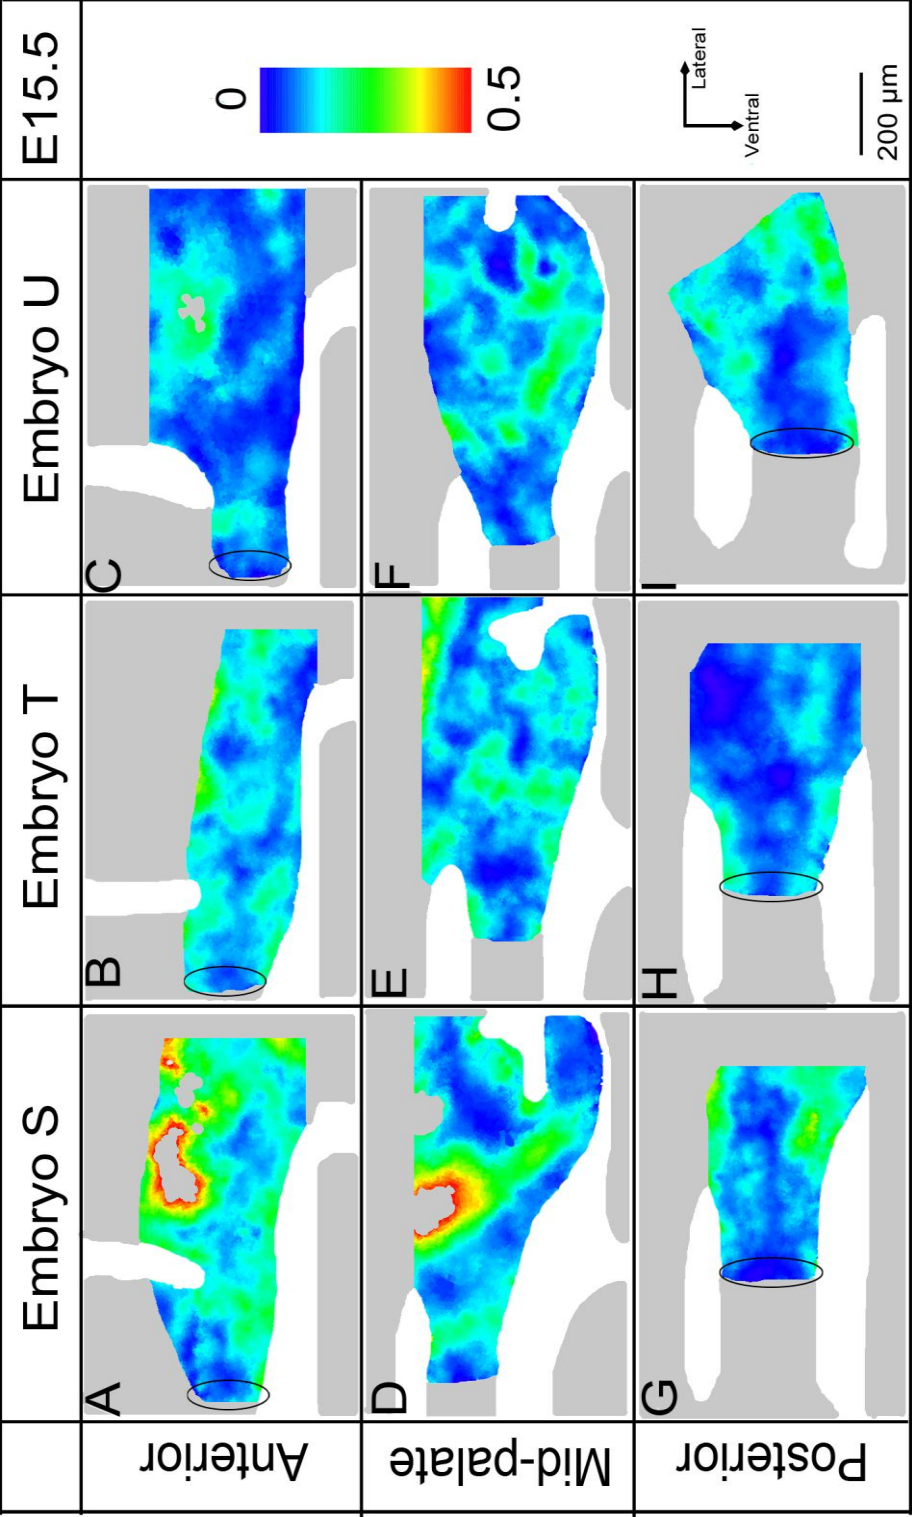 E15.5
Embryo S
Embryo T
Embryo U
0
0.5
Lateral
Ventral
200 μm
Anterior
A
B
C
Mid-palate
D
E
F
Posterior
G
H
I